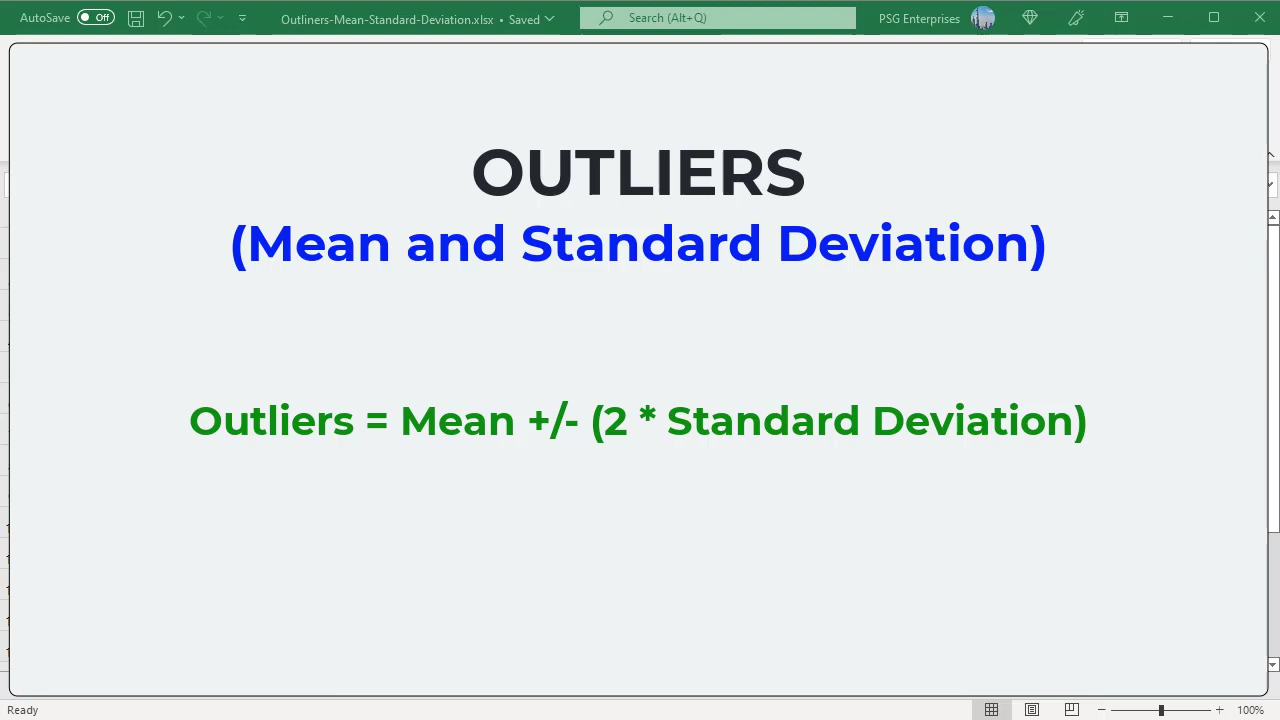 AutoSave Off Outlinners-Mean-Standard-Deviation.xlsx • Saved Search (Alt+Q) PSG Enterprises
OUTLIERS
(Mean and Standard Deviation)
Outliers = Mean +/- (2 * Standard Deviation)
Ready 100%